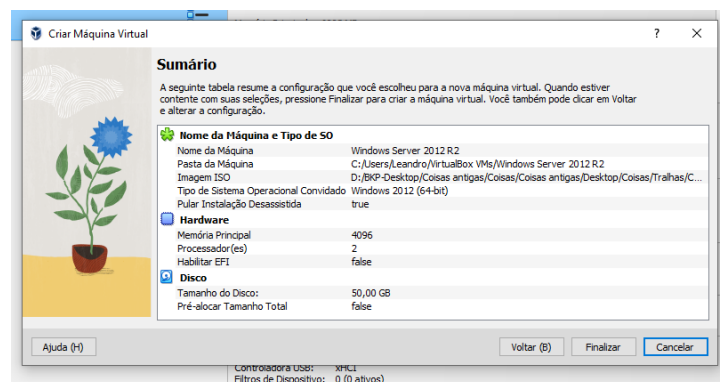 Criar Máquina Virtual
?
Sumário
A seguinte tabela resume a configuração que você escolheu para a nova máquina virtual. Quando estiver
contente com suas seleções, pressione Finalizar para criar a máquina virtual. Você também pode clicar em Voltar
e alterar a configuração.
Nome da Máquina e Tipo de SO
Nome da Máquina Windows Server 2012 R2
Pasta da Máquina C:/Users/Leandro/VirtualBox VMs/Windows Server 2012 R2
Imagem ISO D:/BKP-Desktop/Coisas antigas/Coisas/Coisas antigas/Desktop/Coisas/Tralhas/C...
Tipo de Sistema Operacional Convidado Windows 2012 (64-bit)
Pular Instalação Desassistida true
Hardware
Memória Principal 4096
Processador(es) 2
Habilitar EFI false
Disco
Tamanho do Disco: 50,00 GB
Pré-alocar Tamanho Total false
Ajuda (H) Voltar (B) Finalizar Cancelar
Controladora USB: xHCI
Filtros de Dispositivo: 0 (0 ativos)